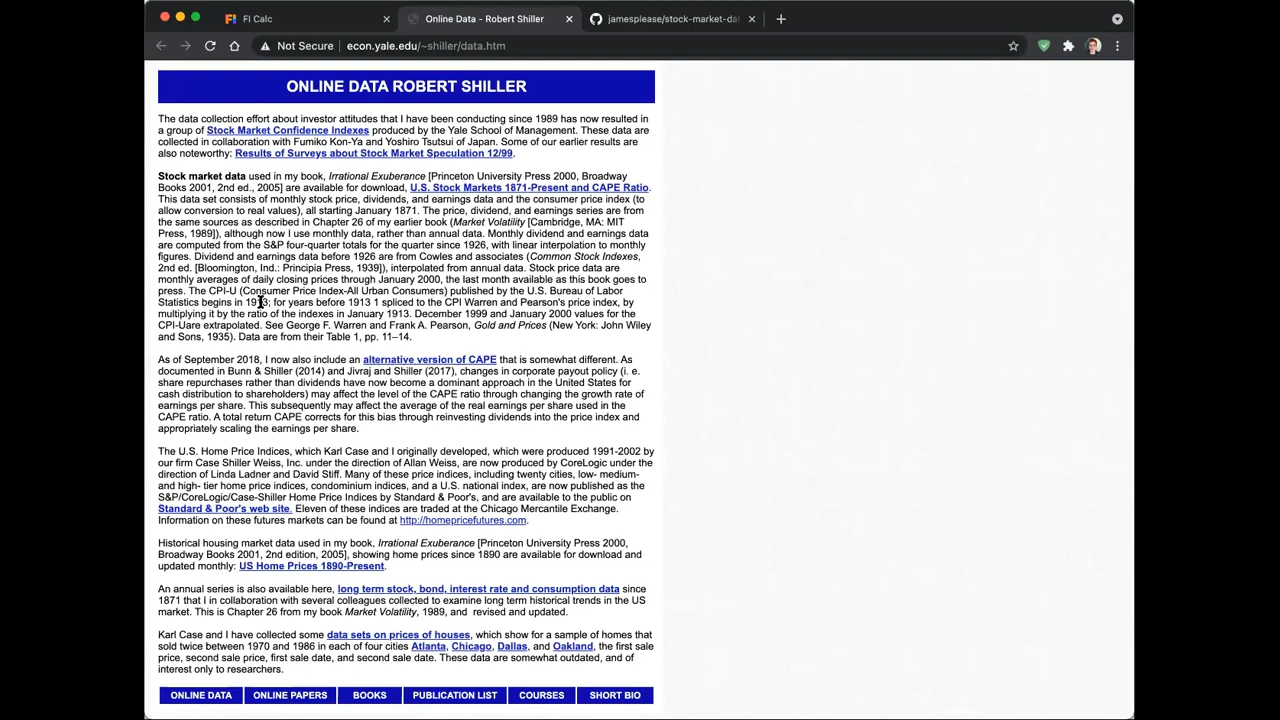 FI Calc
Online Data - Robert Shiller
jamesplease/stock-market-da
Not Secure
econ.yale.edu/~shiller/data.htm
ONLINE DATA ROBERT SHILLER
The data collection effort about investor attitudes that I have been conducting since 1989 has now resulted in
a group of Stock Market Confidence Indexes produced by the Yale School of Management. These data are
collected in collaboration with Fumiko Kon-Ya and Yoshiro Tsutsui of Japan. Some of our earlier results are
also noteworthy: Results of Surveys about Stock Market Speculation 12/99.
Stock market data used in my book, Irrational Exuberance [Princeton University Press 2000, Broadway
Books 2001, 2nd ed., 2005] are available for download, U.S. Stock Markets 1871-Present and CAPE Ratio.
This data set consists of monthly stock price, dividends, and earnings data and the consumer price index (to
allow conversion to real values), all starting January 1871. The price, dividend, and earnings series are from
the same sources as described in Chapter 26 of my earlier book (Market Volatility [Cambridge, MA: MIT
Press, 1989]), although now I use monthly data, rather than annual data. Monthly dividend and earnings data
are computed from the S&P four-quarter totals for the quarter since 1926, with linear interpolation to monthly
figures. Dividend and earnings data before 1926 are from Cowles and associates (Common Stock Indexes,
2nd ed. [Bloomington, Ind.: Principia Press, 1939]), interpolated from annual data. Stock price data are
monthly averages of daily closing prices through January 2000, the last month available as this book goes to
press. The CPI-U (Consumer Price Index-All Urban Consumers) published by the U.S. Bureau of Labor
Statistics begins in 1913; for years before 1913 1 spliced to the CPI Warren and Pearson's price index, by
multiplying it by the ratio of the indexes in January 1913. December 1999 and January 2000 values for the
CPI-Uare extrapolated. See George F. Warren and Frank A. Pearson, Gold and Prices (New York: John Wiley
and Sons, 1935). Data are from their Table 1, pp. 11–14.
As of September 2018, I now also include an alternative version of CAPE that is somewhat different. As
documented in Bunn & Shiller (2014) and Jivraj and Shiller (2017), changes in corporate payout policy (i. e.
share repurchases rather than dividends have now become a dominant approach in the United States for
cash distribution to shareholders) may affect the level of the CAPE ratio through changing the growth rate of
earnings per share. This subsequently may affect the average of the real earnings per share used in the
CAPE ratio. A total return CAPE corrects for this bias through reinvesting dividends into the price index and
appropriately scaling the earnings per share.
The U.S. Home Price Indices, which Karl Case and I originally developed, which were produced 1991-2002 by
our firm Case Shiller Weiss, Inc. under the direction of Allan Weiss, are now produced by CoreLogic under the
direction of Linda Ladner and David Stiff. Many of these price indices, including twenty cities, low- medium-
and high- tier home price indices, condominium indices, and a U.S. national index, are now published as the
S&P/CoreLogic/Case-Shiller Home Price Indices by Standard & Poor's, and are available to the public on
Standard & Poor's web site. Eleven of these indices are traded at the Chicago Mercantile Exchange.
Information on these futures markets can be found at http://homepricefutures.com.
Historical housing market data used in my book, Irrational Exuberance [Princeton University Press 2000,
Broadway Books 2001, 2nd edition, 2005], showing home prices since 1890 are available for download and
updated monthly: US Home Prices 1890-Present.
An annual series is also available here, long term stock, bond, interest rate and consumption data since
1871 that I in collaboration with several colleagues collected to examine long term historical trends in the US
market. This is Chapter 26 from my book Market Volatility, 1989, and revised and updated.
Karl Case and I have collected some data sets on prices of houses, which show for a sample of homes that
sold twice between 1970 and 1986 in each of four cities Atlanta, Chicago, Dallas, and Oakland, the first sale
price, second sale price, first sale date, and second sale date. These data are somewhat outdated, and of
interest only to researchers.
ONLINE DATA ONLINE PAPERS BOOKS PUBLICATION LIST COURSES SHORT BIO